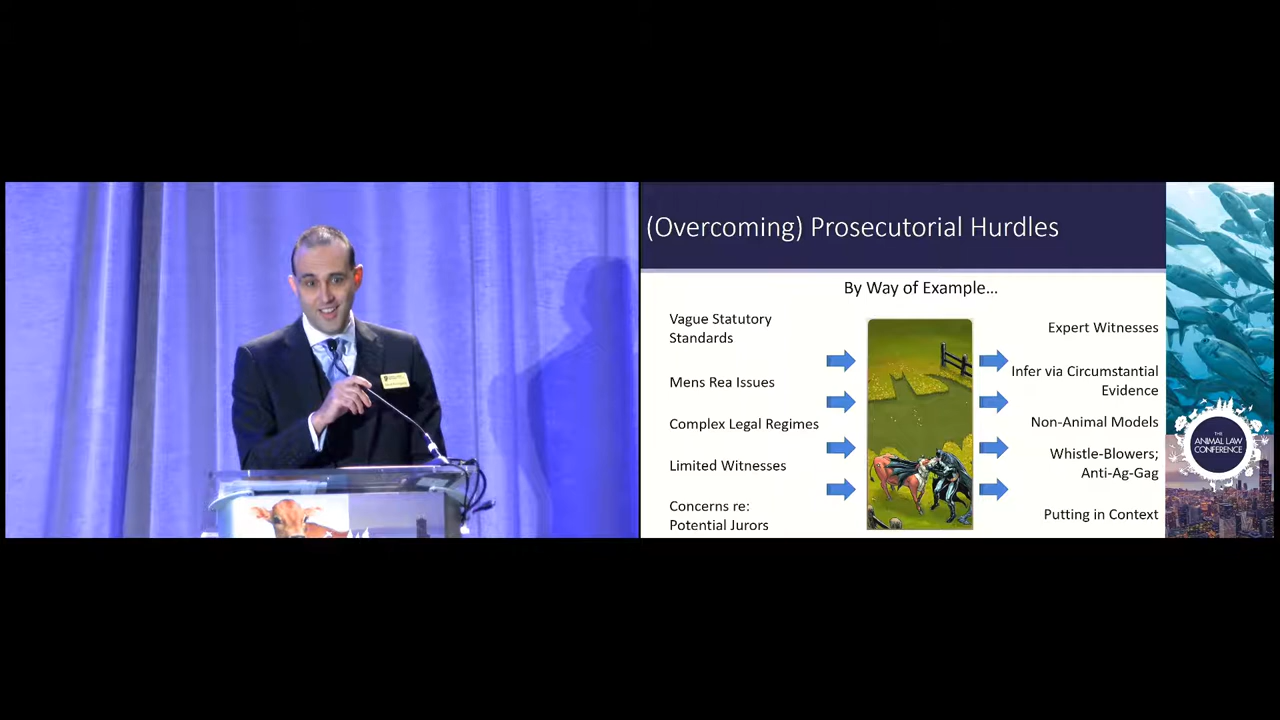 (Overcoming) Prosecutorial Hurdles
By Way of Example...
Vague Statutory
Standards
Mens Rea Issues
Complex Legal Regimes
Limited Witnesses
Concerns re:
Potential Jurors
Expert Witnesses
Infer via Circumstantial
Evidence
Non-Animal Models
Whistle-Blowers;
Anti-Ag-Gag
Putting in Context
THE
ANIMAL LAW
CONFERENCE